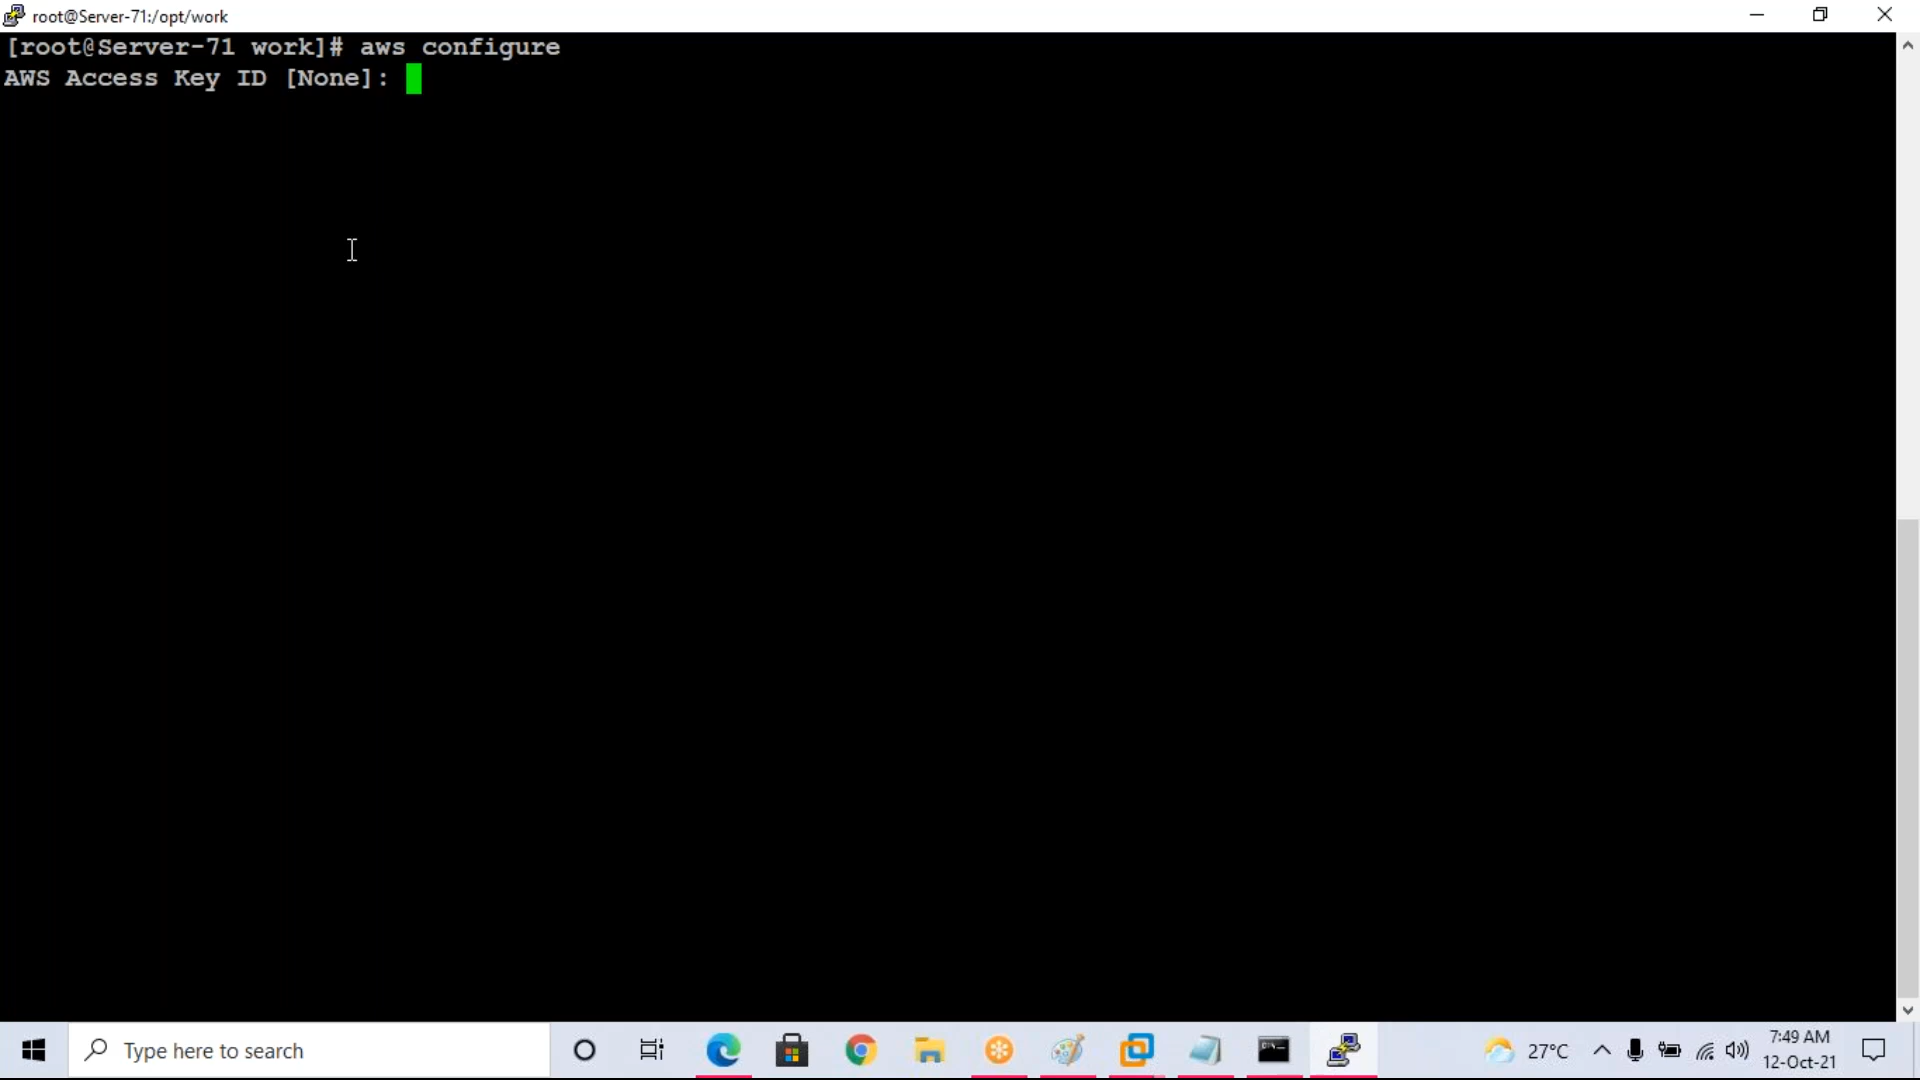 root@Server-71:/opt/work
[root@Server-71 work]# aws configure
AWS Access Key ID [None]:
Type here to search
27°C
7:49 AM
12-Oct-21